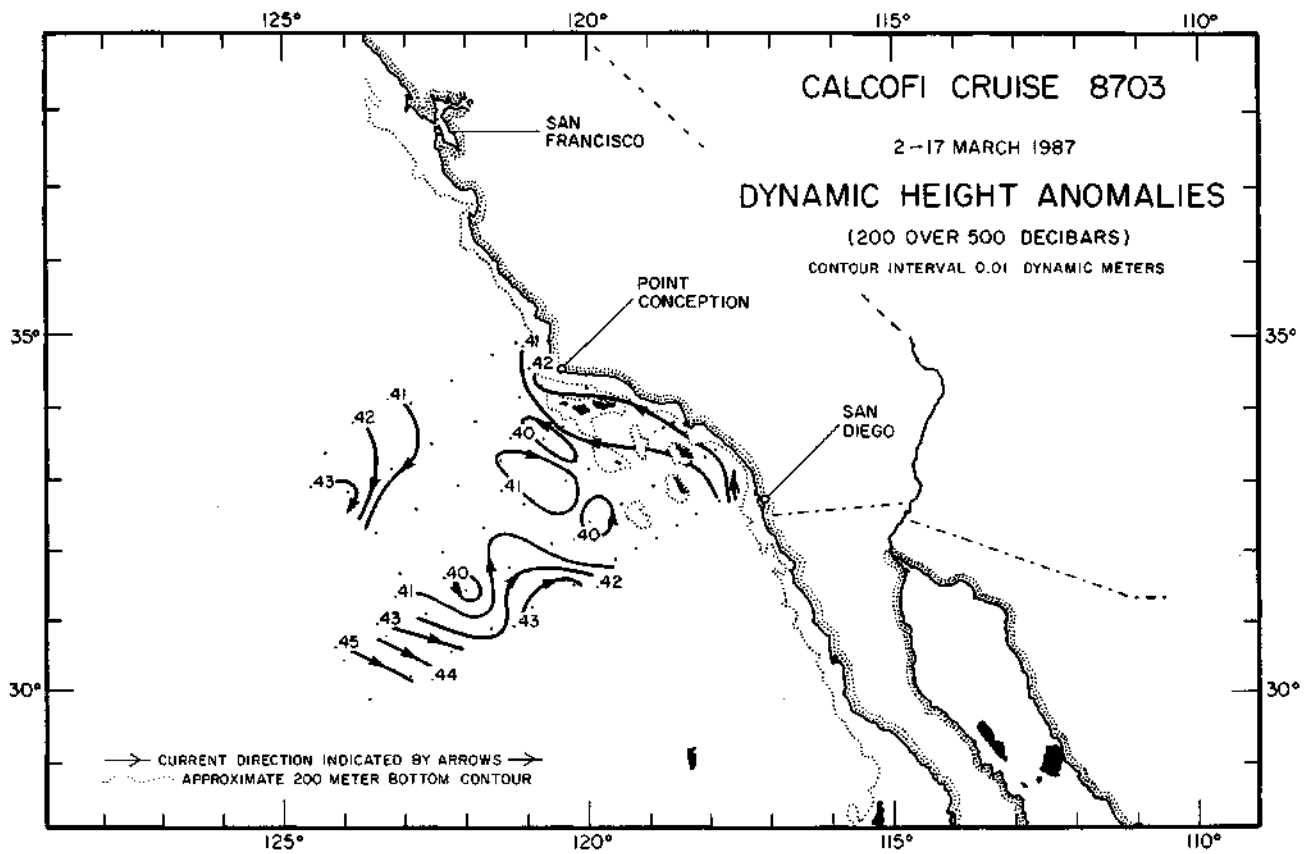 125° 120° 115° 110°
CALCOFI CRUISE 8703
SAN
FRANCISCO
2-17 MARCH 1987
DYNAMIC HEIGHT ANOMALIES
(200 OVER 500 DECIBARS)
CONTOUR INTERVAL 0.01 DYNAMIC METERS
POINT
CONCEPTION
35° 35°
.41
.42
.41
.42
SAN
DIEGO
.40
.43
.41
.40
.40
.41
.42
.43
.43
.45
.44
30° 30°
CURRENT DIRECTION INDICATED BY ARROWS
APPROXIMATE 200 METER BOTTOM CONTOUR
125° 120° 115° 110°